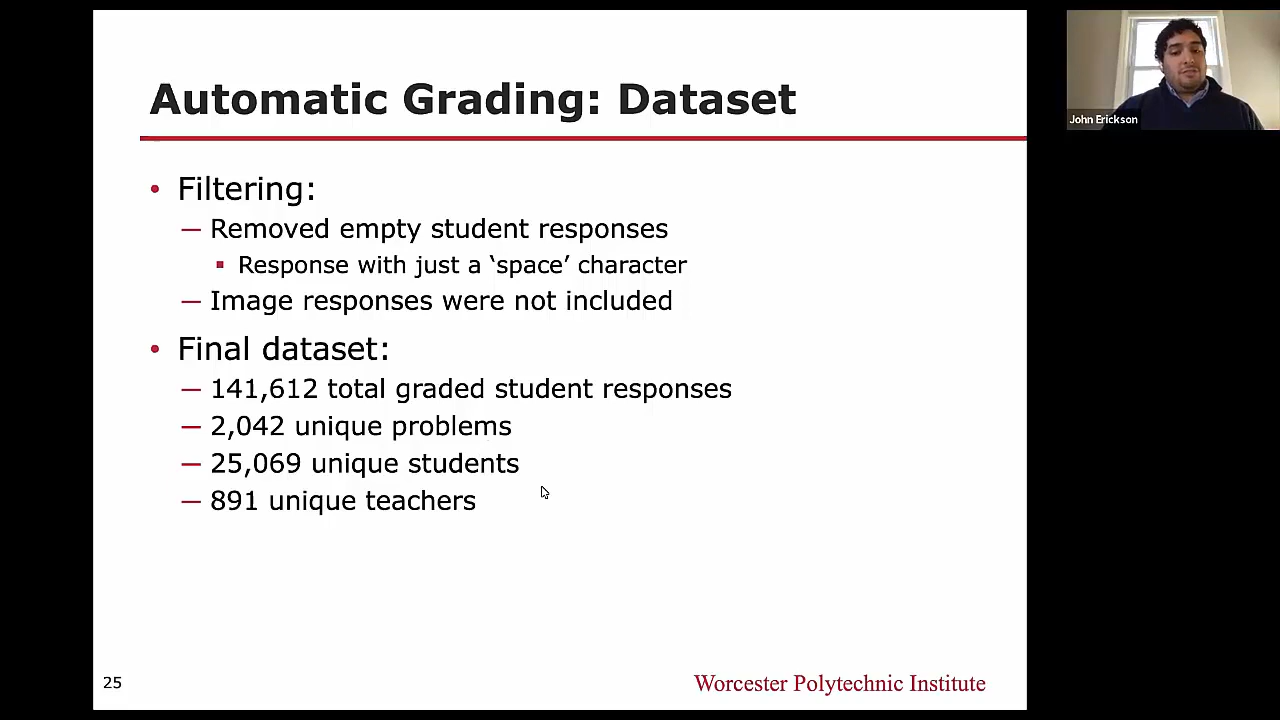 Automatic Grading: Dataset
• Filtering:
— Removed empty student responses
▪ Response with just a ‘space’ character
— Image responses were not included
• Final dataset:
— 141,612 total graded student responses
— 2,042 unique problems
— 25,069 unique students
— 891 unique teachers
25
Worcester Polytechnic Institute
John Erickson